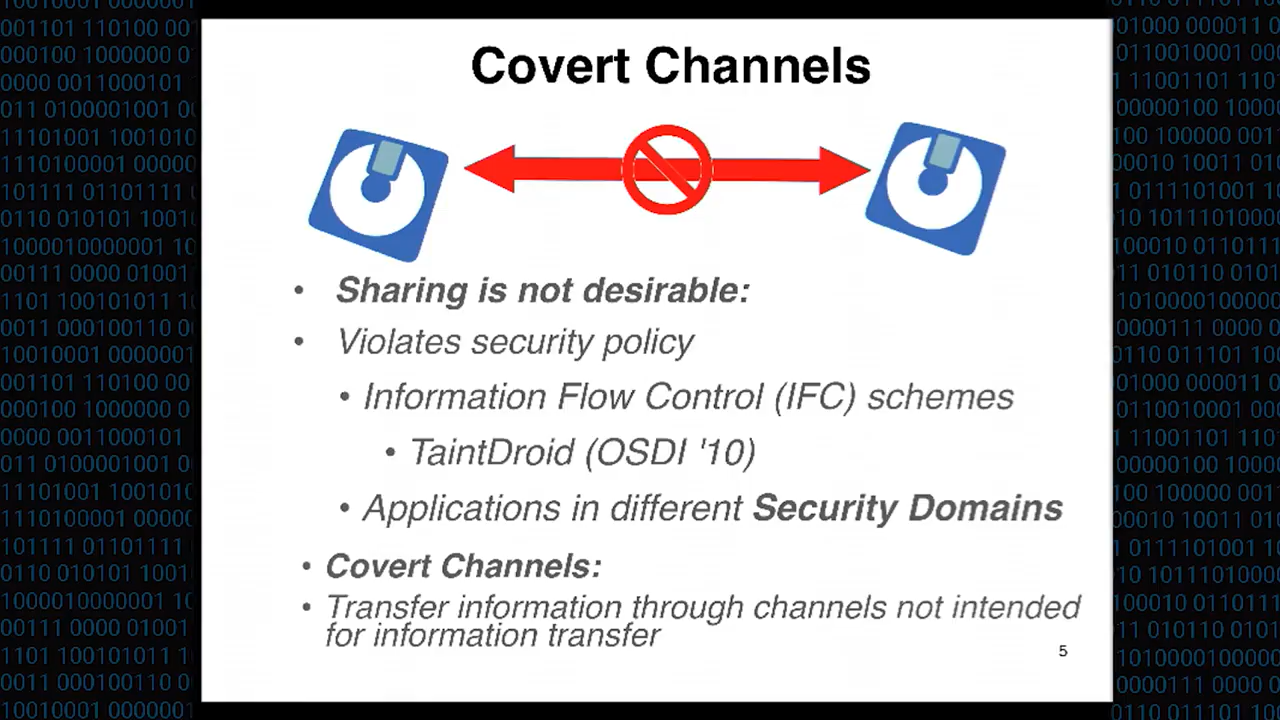 Covert Channels
• Sharing is not desirable:
• Violates security policy
• Information Flow Control (IFC) schemes
• TaintDroid (OSDI '10)
• Applications in different Security Domains
• Covert Channels:
• Transfer information through channels not intended
for information transfer
5